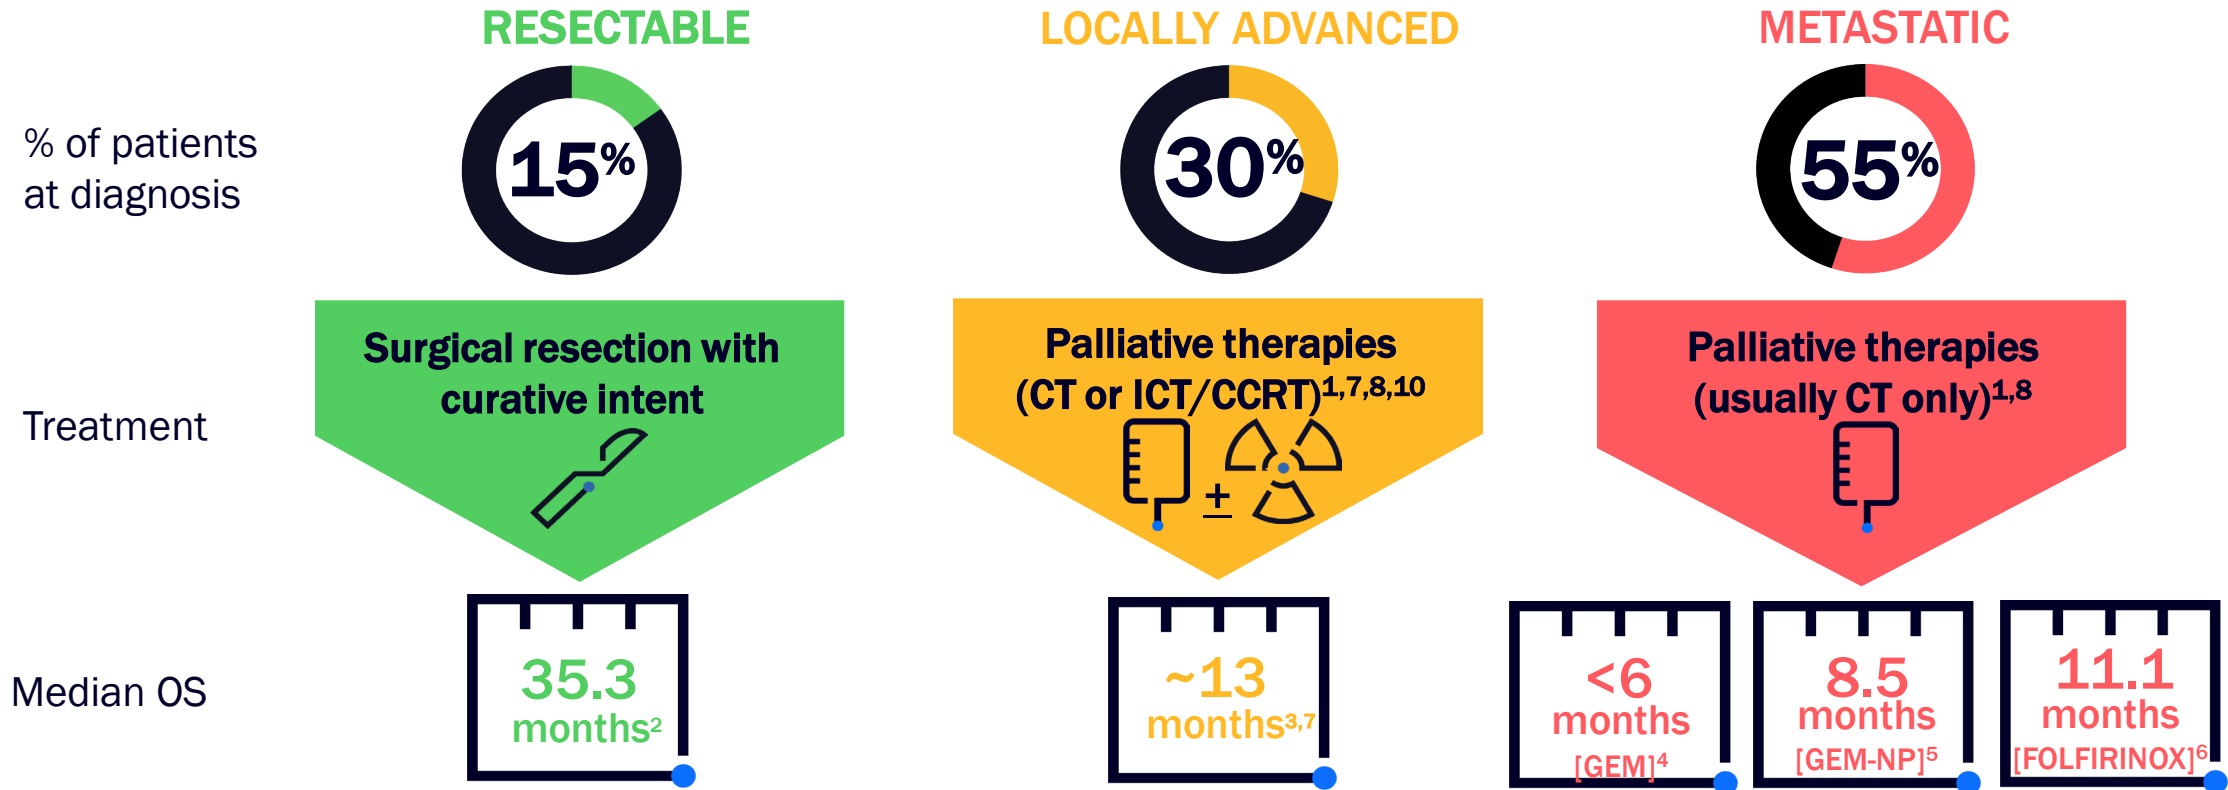 RESECTABLE
LOCALLY ADVANCED
METASTATIC
% of patients
at diagnosis
15%
30%
55%
Treatment
Surgical resection with
curative intent
Palliative therapies
(CT or ICT/CCRT)1,7,8,10
±
Palliative therapies
(usually CT only)1,8
Median OS
35.3
months2
~13
months3,7
<6
months
[GEM]4
8.5
months
[GEM-NP]5
11.1
months
[FOLFIRINOX]6